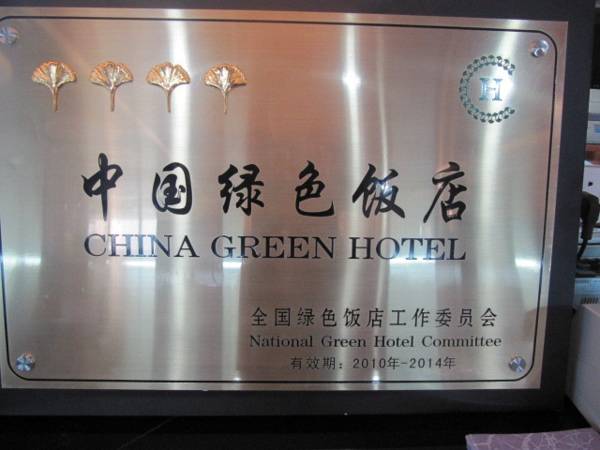 H
中国绿色饭店
CHINA GREEN HOTEL
全国绿色饭店工作委员会
National Green Hotel Committee
有效期：2010年-2014年